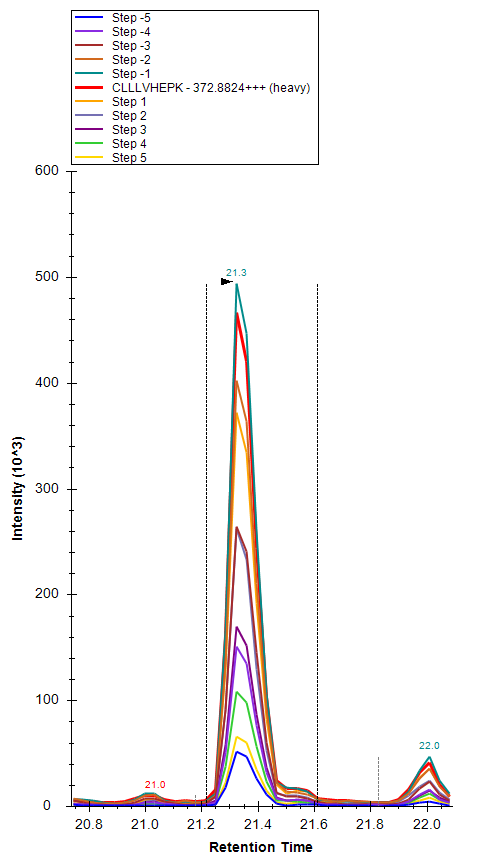 Step -5
Step -4
Step -3
Step -2
Step -1
CLLLVHEPK - 372.8824+++ (heavy)
Step 1
Step 2
Step 3
Step 4
Step 5
600
21.3
500
400
300
200
100
22.0
21.0
0
Intensity (10^3)
20.8 21.0 21.2 21.4 21.6 21.8 22.0
Retention Time